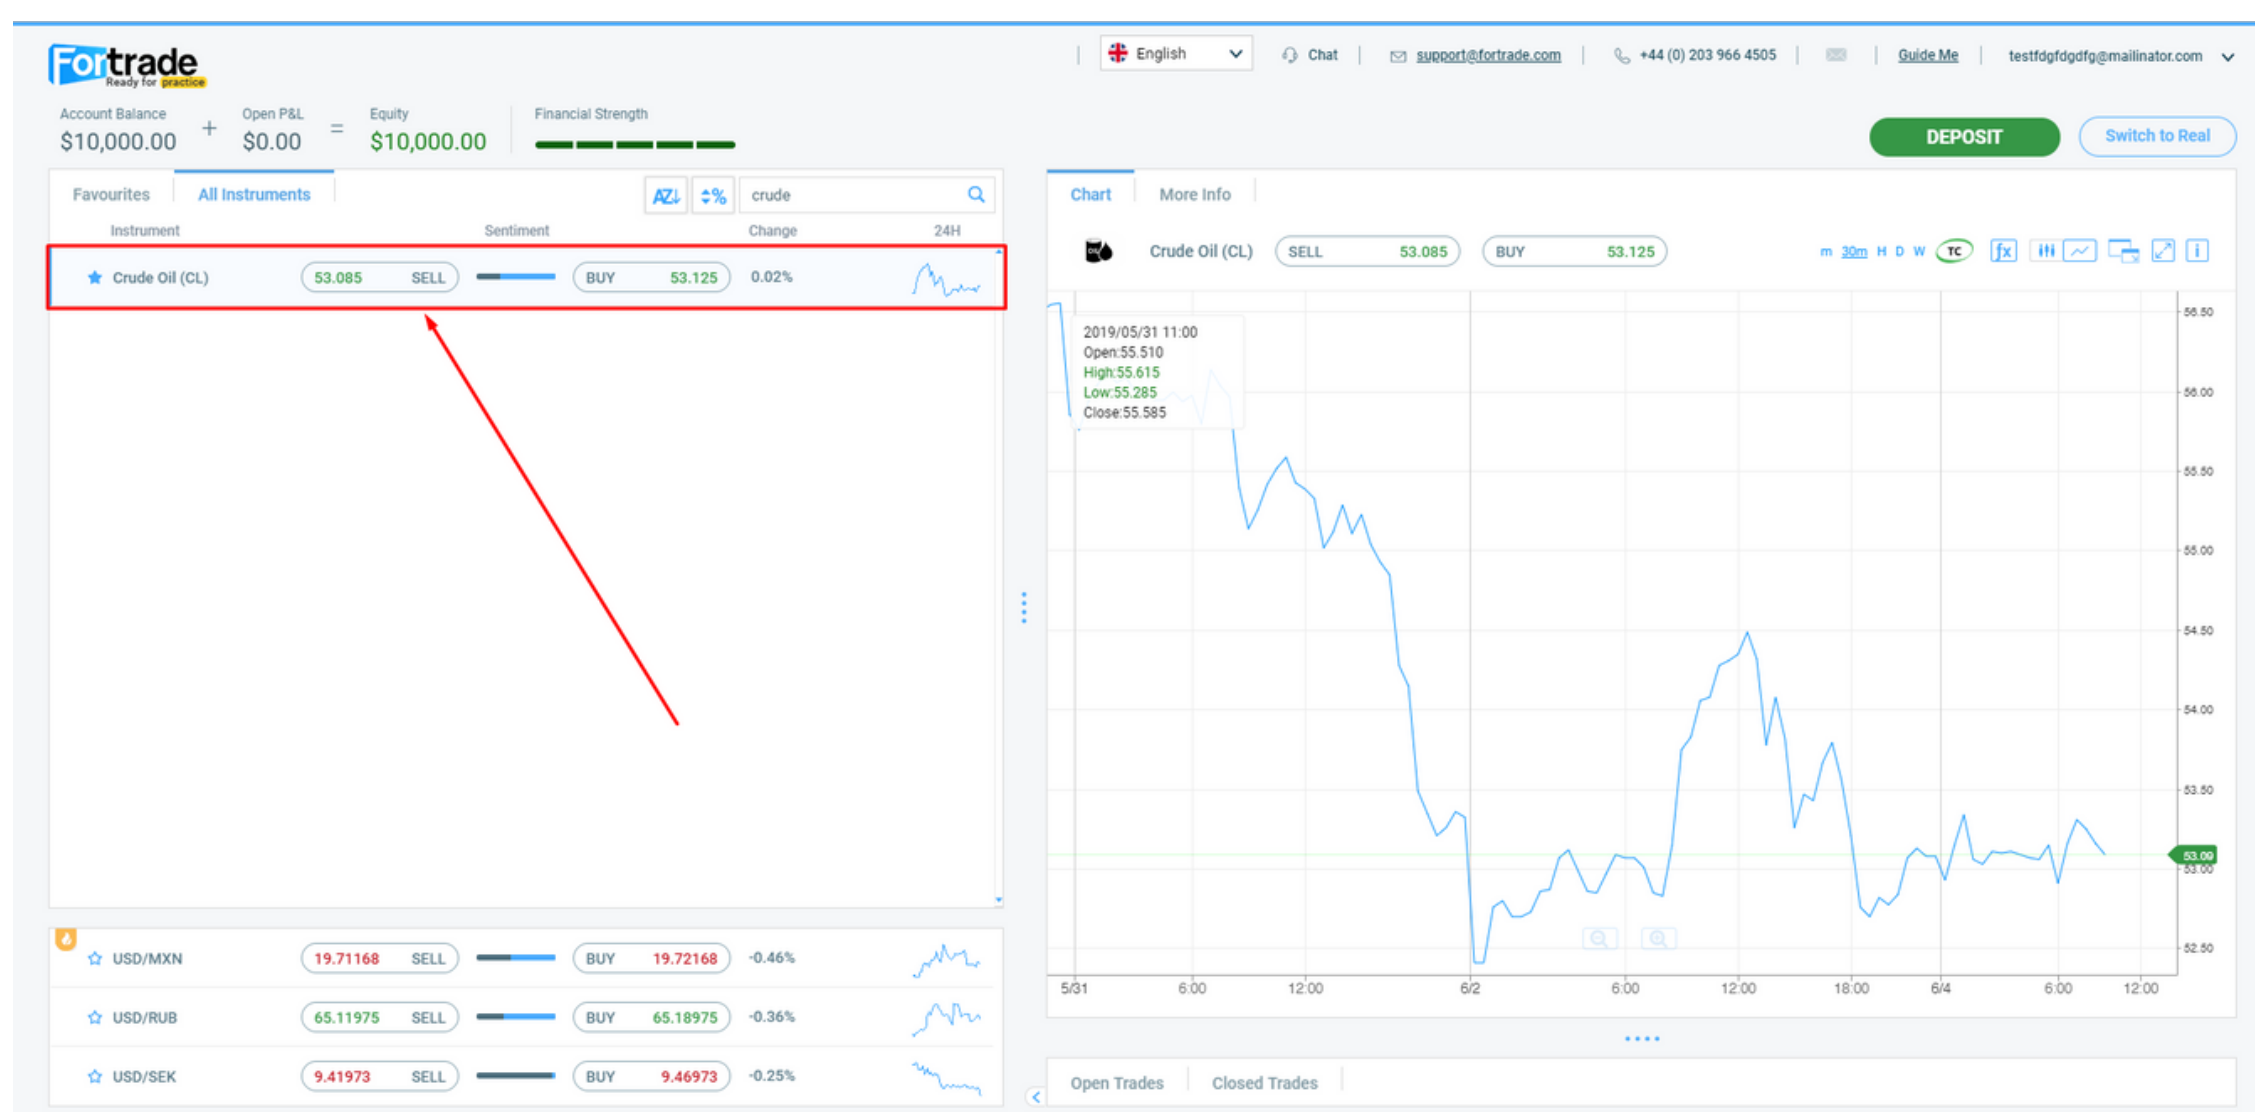 Fortrade
Ready for practice
English
Chat
support@fortrade.com
+44 (0) 203 966 4505
Guide Me
testfdgfdgdfg@mailinator.com
Account Balance
$10,000.00
+
Open P&L
$0.00
=
Equity
$10,000.00
Financial Strength
DEPOSIT
Switch to Real
Favourites
All Instruments
AZ↓
%
crude
Instrument Sentiment Change 24H
Crude Oil (CL) 53.085 SELL BUY 53.125 0.02%
USD/MXN 19.71168 SELL BUY 19.72168 -0.46%
USD/RUB 65.11975 SELL BUY 65.18975 -0.36%
USD/SEK 9.41973 SELL BUY 9.46973 -0.25%
Chart More Info
OIL
Crude Oil (CL) SELL 53.085 BUY 53.125
m 30m H D W TC fx i
2019/05/31 11:00
Open:55.510
High:55.615
Low:55.285
Close:55.585
56.50
56.00
55.50
55.00
54.50
54.00
53.50
53.09
53.00
52.50
5/31 6:00 12:00 6/2 6:00 12:00 18:00 6/4 6:00 12:00
Open Trades Closed Trades